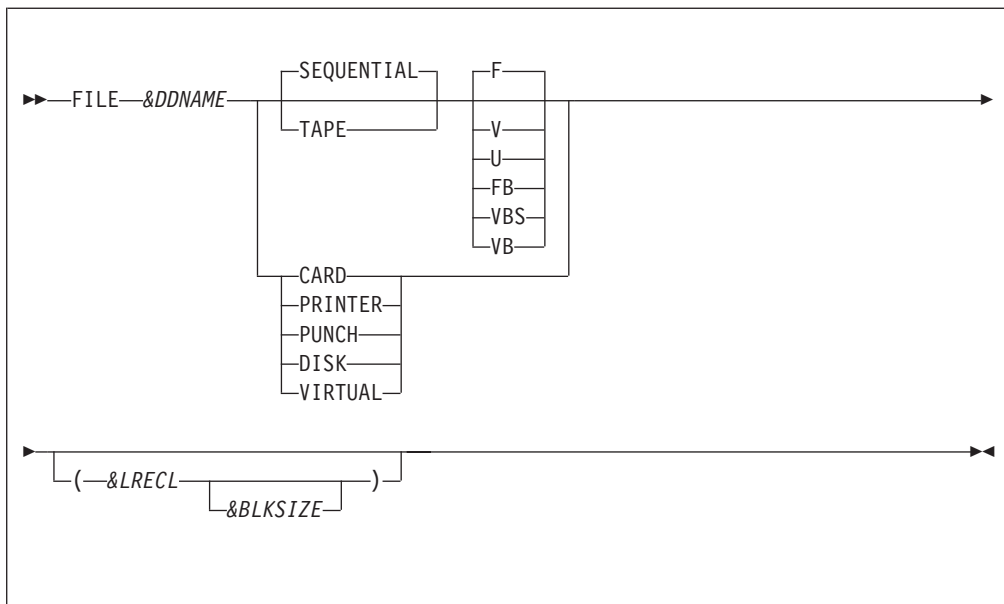 SEQUENTIAL F
FILE &DDNAME
TAPE V
U
FB
VBS
VB
CARD
PRINTER
PUNCH
DISK
VIRTUAL
( &LRECL )
&BLKSIZE